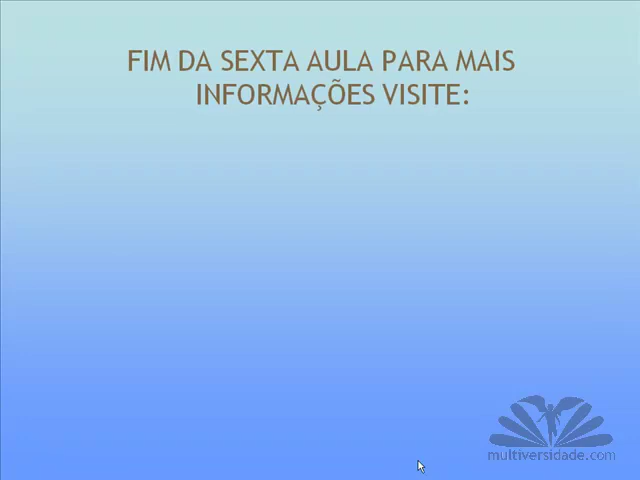 FIM DA SEXTA AULA PARA MAIS
INFORMAÇÕES VISITE:
multiversidade.com